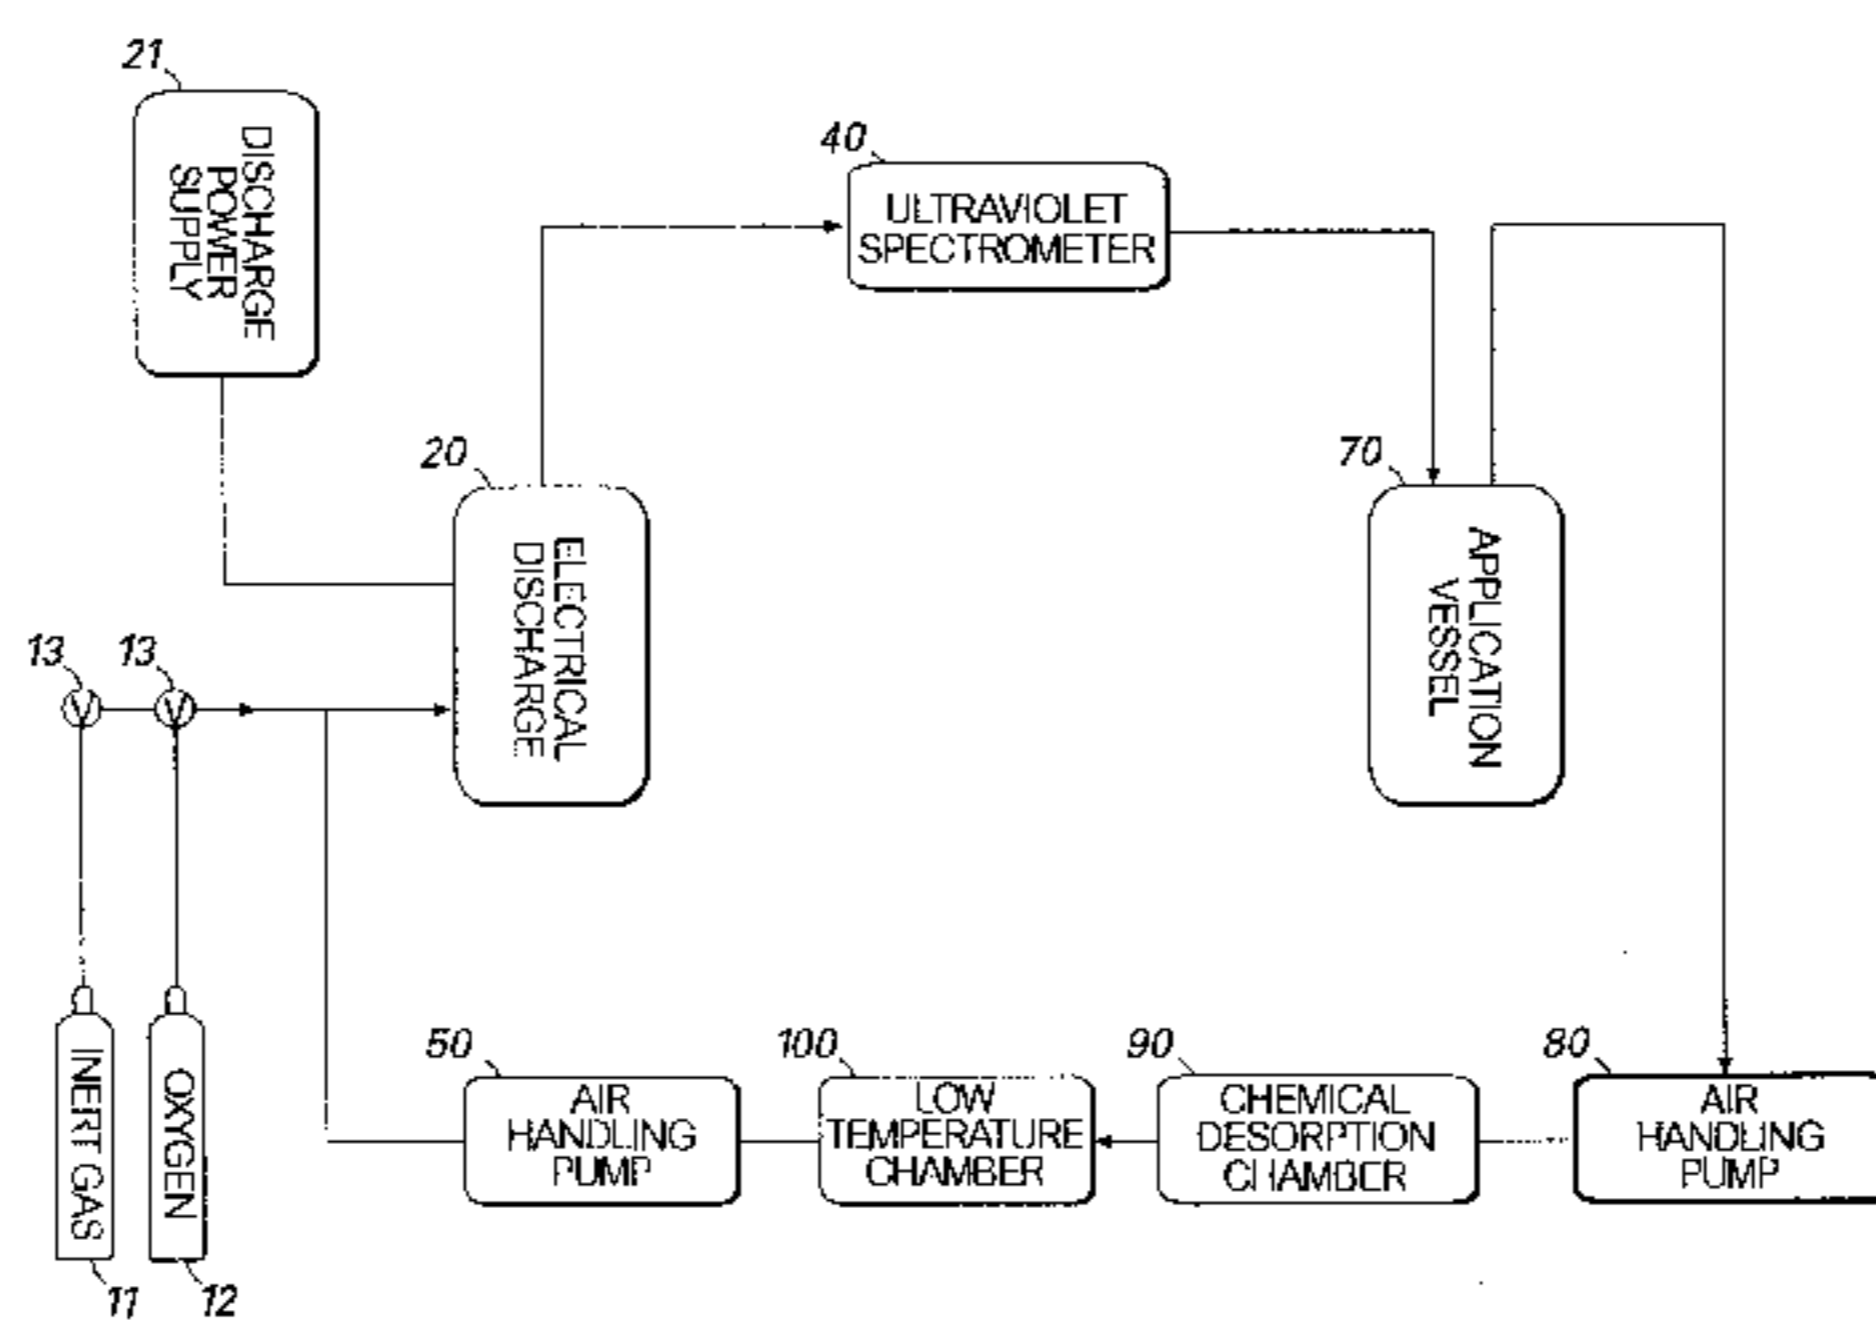 21
DISCHARGE
POWER
SUPPLY
40
ULTRAVIOLET
SPECTROMETER
20
ELECTRICAL
DISCHARGE
70
APPLICATION
VESSEL
13
13
V
V
50
AIR
HANDLING
PUMP
100
LOW
TEMPERATURE
CHAMBER
90
CHEMICAL
DESORPTION
CHAMBER
80
AIR
HANDLING
PUMP
INERT GAS
OXYGEN
11
12